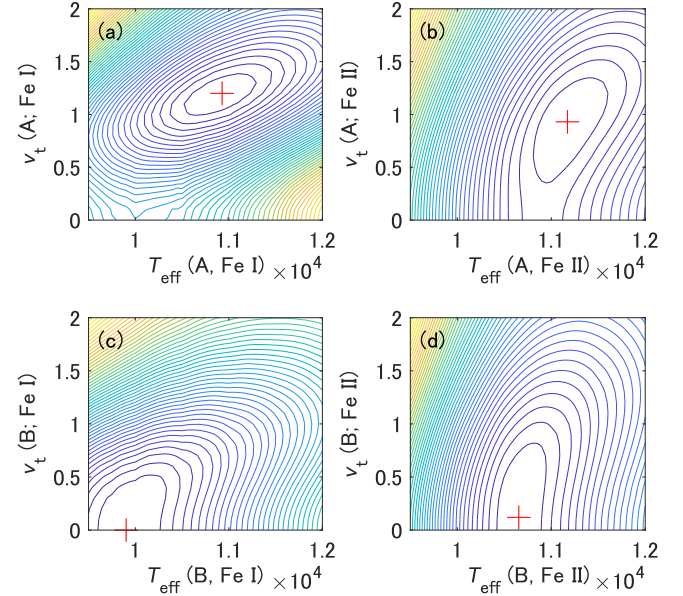 (a)
2
1.5
1
0.5
0
v_t (A; Fe I)
1
1.1
1.2
T_eff (A, Fe I) ×10^4
(b)
2
1.5
1
0.5
0
v_t (A; Fe II)
1
1.1
1.2
T_eff (A, Fe II) ×10^4
(c)
2
1.5
1
0.5
0
v_t (B; Fe I)
1
1.1
1.2
T_eff (B, Fe I) ×10^4
(d)
2
1.5
1
0.5
0
v_t (B; Fe II)
1
1.1
1.2
T_eff (B, Fe II) ×10^4